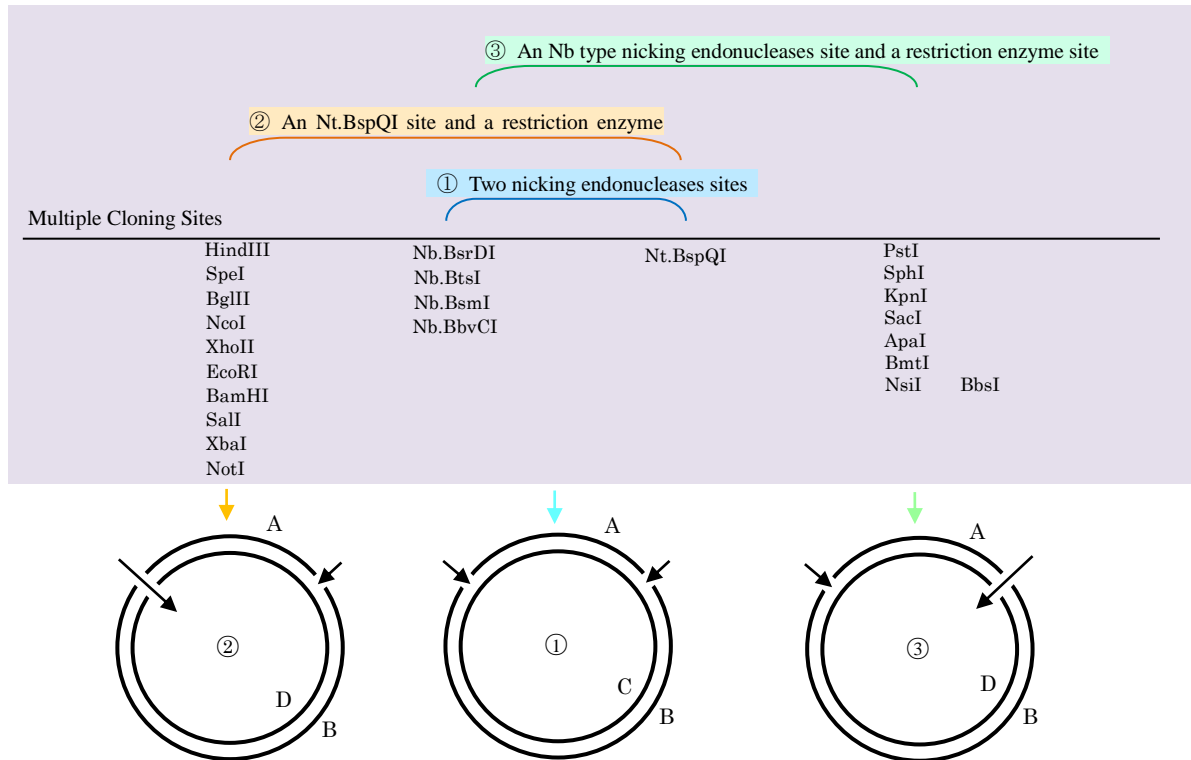 ③ An Nb type nicking endonucleases site and a restriction enzyme site
② An Nt.BspQI site and a restriction enzyme
① Two nicking endonucleases sites
Multiple Cloning Sites
HindIII
SpeI
BglII
NcoI
XhoII
EcoRI
BamHI
SalI
XbaI
NotI
Nb.BsrDI
Nb.BtsI
Nb.BsmI
Nb.BbvCI
Nt.BspQI
PstI
SphI
KpnI
SacI
ApaI
BmtI
NsiI BbsI
A
②
D
B
A
①
C
B
A
③
D
B